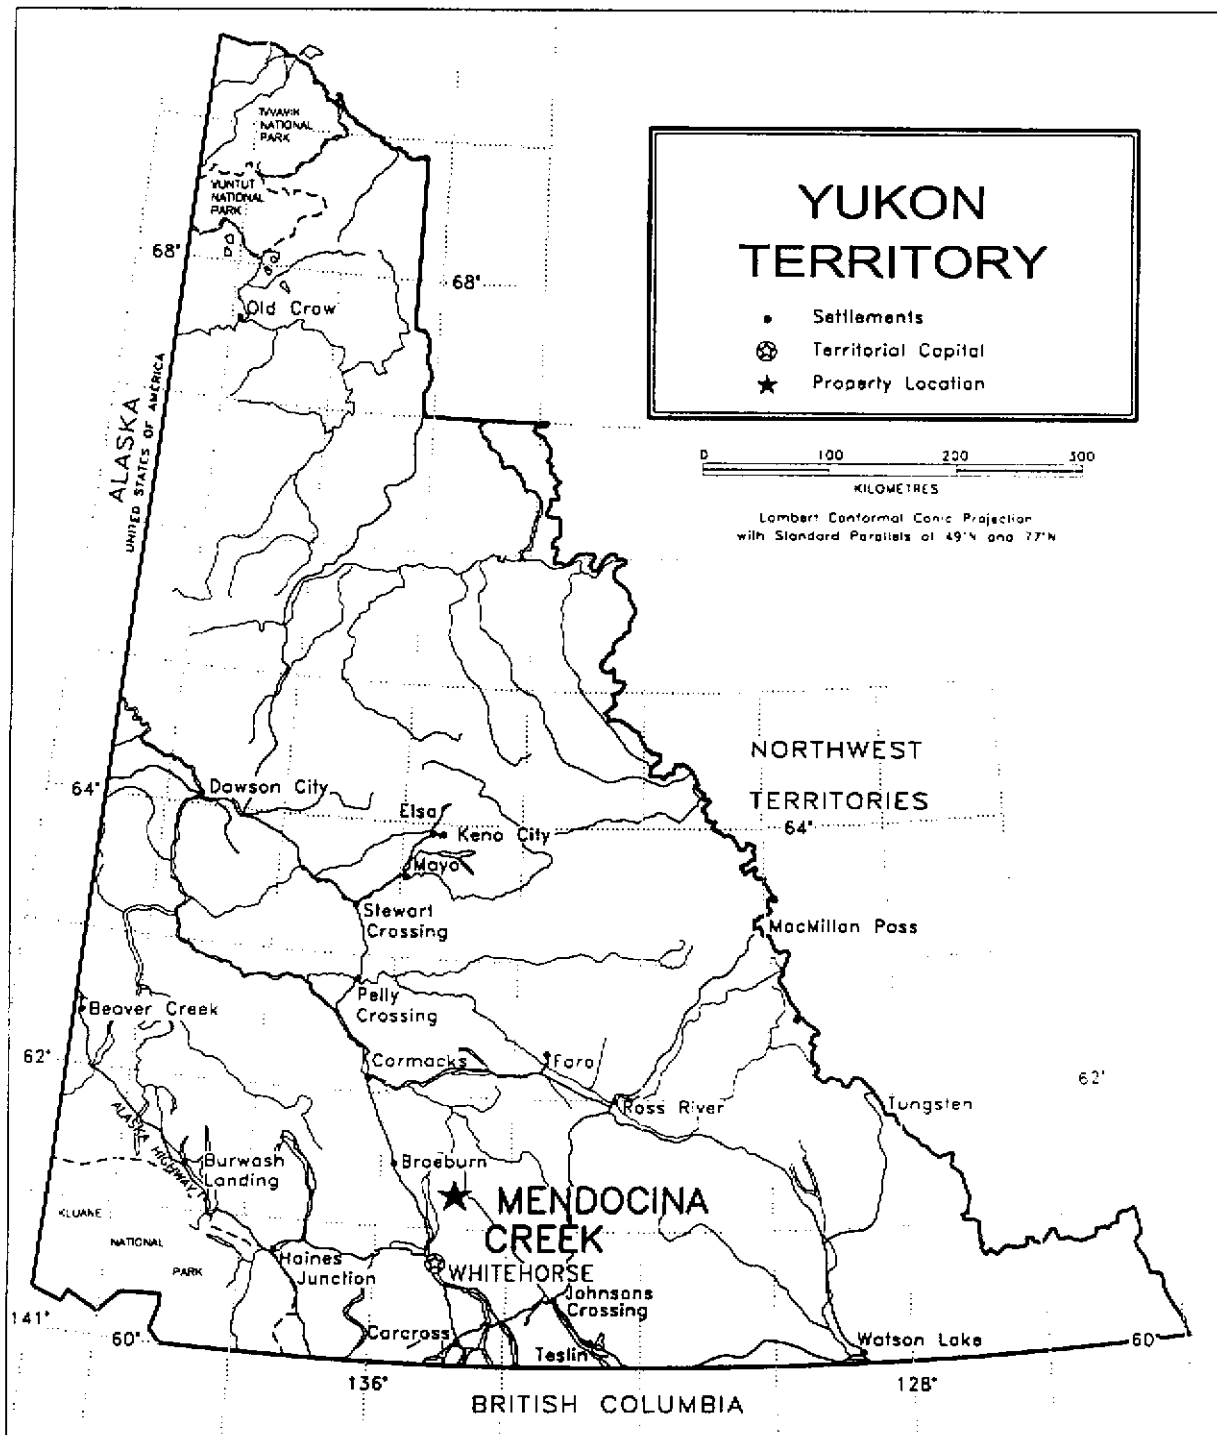 IVVAVIK
NATIONAL
PARK
VUNTUT
NATIONAL
PARK
YUKON
TERRITORY
Settlements
Territorial Capital
Property Location
68°
68°
Old Crow
ALASKA
UNITED STATES OF AMERICA
0 100 200 300
KILOMETRES
Lambert Conformal Conic Projection
with Standard Parallels of 49°N and 77°N
NORTHWEST
TERRITORIES
64°
64°
Dawson City
Elsa
Keno City
Mayo
Stewart
Crossing
MacMillan Pass
Pelly
Crossing
Beaver Creek
62°
62°
Carmacks
Faro
Ross River
Tungsten
ALASKA HIGHWAY
Burwash
Landing
Braeburn
MENDOCINA
CREEK
KLUANE
NATIONAL
PARK
Haines
Junction
WHITEHORSE
Johnsons
Crossing
Carcross
Teslin
Watson Lake
141°
60°
60°
136°
128°
BRITISH COLUMBIA